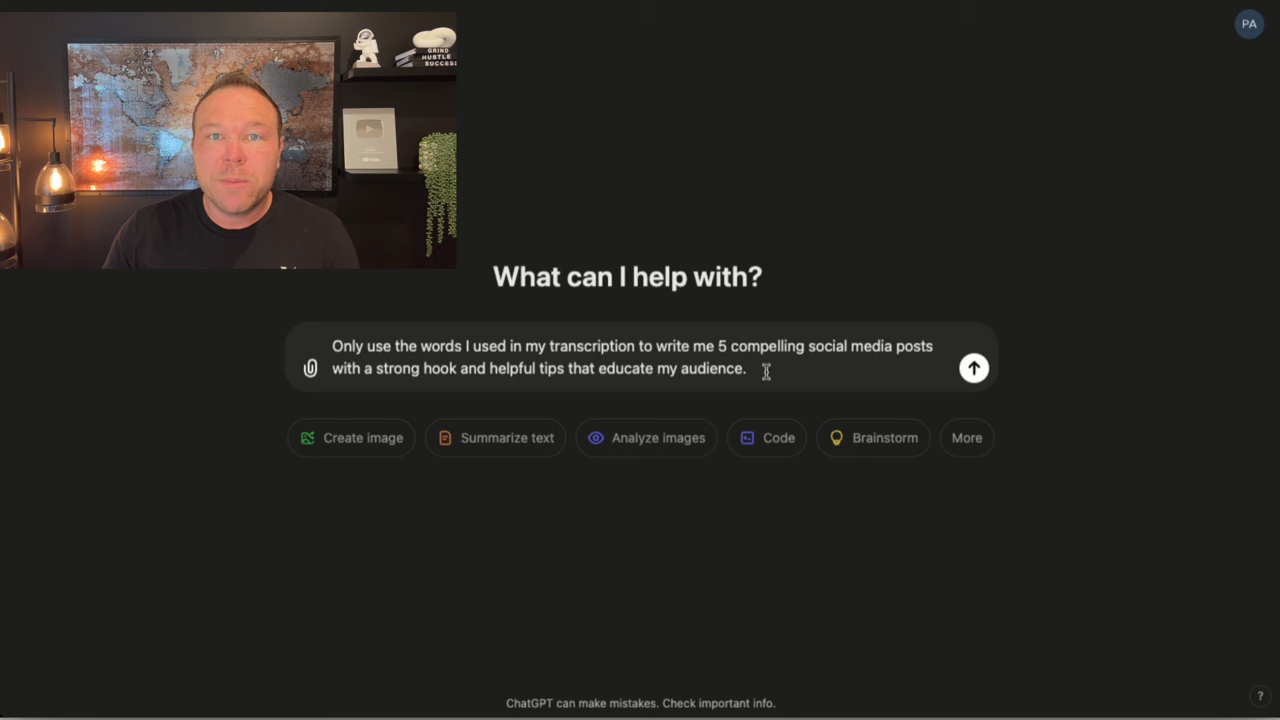 PA
GRIND
HUSTLE
SUCCESS
What can I help with?
Only use the words I used in my transcription to write me 5 compelling social media posts
with a strong hook and helpful tips that educate my audience.
Create image
Summarize text
Analyze images
Code
Brainstorm
More
ChatGPT can make mistakes. Check important info.
?